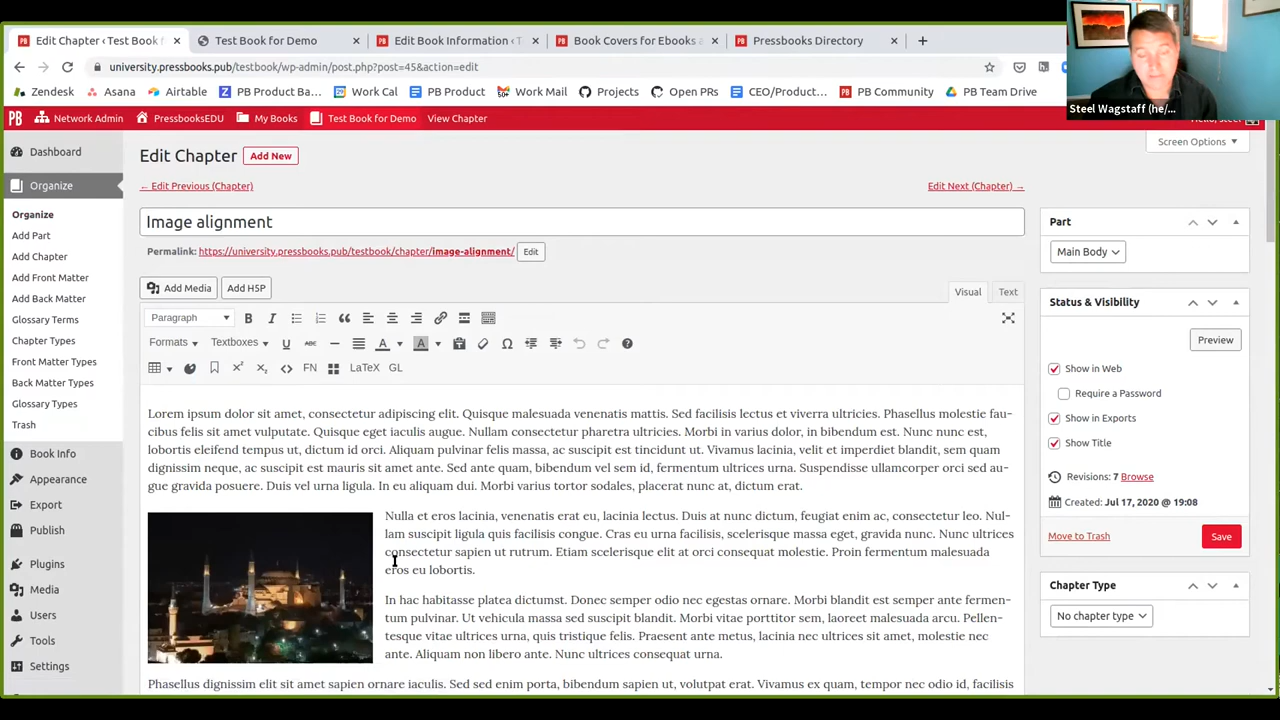 Edit Chapter ‹ Test Book f
Test Book for Demo
Edit Book Information ‹ T
Book Covers for Ebooks a
Pressbooks Directory
university.pressbooks.pub/testbook/wp-admin/post.php?post=45&action=edit
Zendesk
Asana
Airtable
PB Product Ba...
Work Cal
PB Product
Work Mail
Projects
Open PRs
CEO/Product...
PB Community
PB Team Drive
Steel Wagstaff (he/...
PB
Network Admin
PressbooksEDU
My Books
Test Book for Demo
View Chapter
Dashboard
Organize
Organize
Add Part
Add Chapter
Add Front Matter
Add Back Matter
Glossary Terms
Chapter Types
Front Matter Types
Back Matter Types
Glossary Types
Trash
Book Info
Appearance
Export
Publish
Plugins
Media
Users
Tools
Settings
Edit Chapter
Add New
Screen Options
← Edit Previous (Chapter)
Edit Next (Chapter) →
Image alignment
Permalink: https://university.pressbooks.pub/testbook/chapter/image-alignment/
Edit
Add Media
Add H5P
Visual
Text
Paragraph
B
I
Formats
Textboxes
U
ABC
A
A
Ω
FN
LaTeX
GL
Lorem ipsum dolor sit amet, consectetur adipiscing elit. Quisque malesuada venenatis mattis. Sed facilisis lectus et viverra ultricies. Phasellus molestie fau-
cibus felis sit amet vulputate. Quisque eget iaculis augue. Nullam consectetur pharetra ultricies. Morbi in varius dolor, in bibendum est. Nunc nunc est,
lobortis eleifend tempus ut, dictum id orci. Aliquam pulvinar felis massa, ac suscipit est tincidunt ut. Vivamus lacinia, velit et imperdiet blandit, sem quam
dignissim neque, ac suscipit est mauris sit amet ante. Sed ante quam, bibendum vel sem id, fermentum ultrices urna. Suspendisse ullamcorper orci sed au-
gue gravida posuere. Duis vel urna ligula. In eu aliquam dui. Morbi varius tortor sodales, placerat nunc at, dictum erat.
Nulla et eros lacinia, venenatis erat eu, lacinia lectus. Duis at nunc dictum, feugiat enim ac, consectetur leo. Nul-
lam suscipit ligula quis facilisis congue. Cras eu urna facilisis, scelerisque massa eget, gravida nunc. Nunc ultrices
consectetur sapien ut rutrum. Etiam scelerisque elit at orci consequat molestie. Proin fermentum malesuada
eros eu lobortis.
In hac habitasse platea dictumst. Donec semper odio nec egestas ornare. Morbi blandit est semper ante fermen-
tum pulvinar. Ut vehicula massa sed suscipit blandit. Morbi vitae porttitor sem, laoreet malesuada arcu. Pellen-
tesque vitae ultrices urna, quis tristique felis. Praesent ante metus, lacinia nec ultrices sit amet, molestie nec
ante. Aliquam non libero ante. Nunc ultrices consequat urna.
Phasellus dignissim elit sit amet sapien ornare iaculis. Sed sed enim porta, bibendum sapien ut, volutpat erat. Vivamus ex quam, tempor nec odio id, facilisis
Part
Main Body
Status & Visibility
Preview
Show in Web
Require a Password
Show in Exports
Show Title
Revisions: 7 Browse
Created: Jul 17, 2020 @ 19:08
Move to Trash
Save
Chapter Type
No chapter type